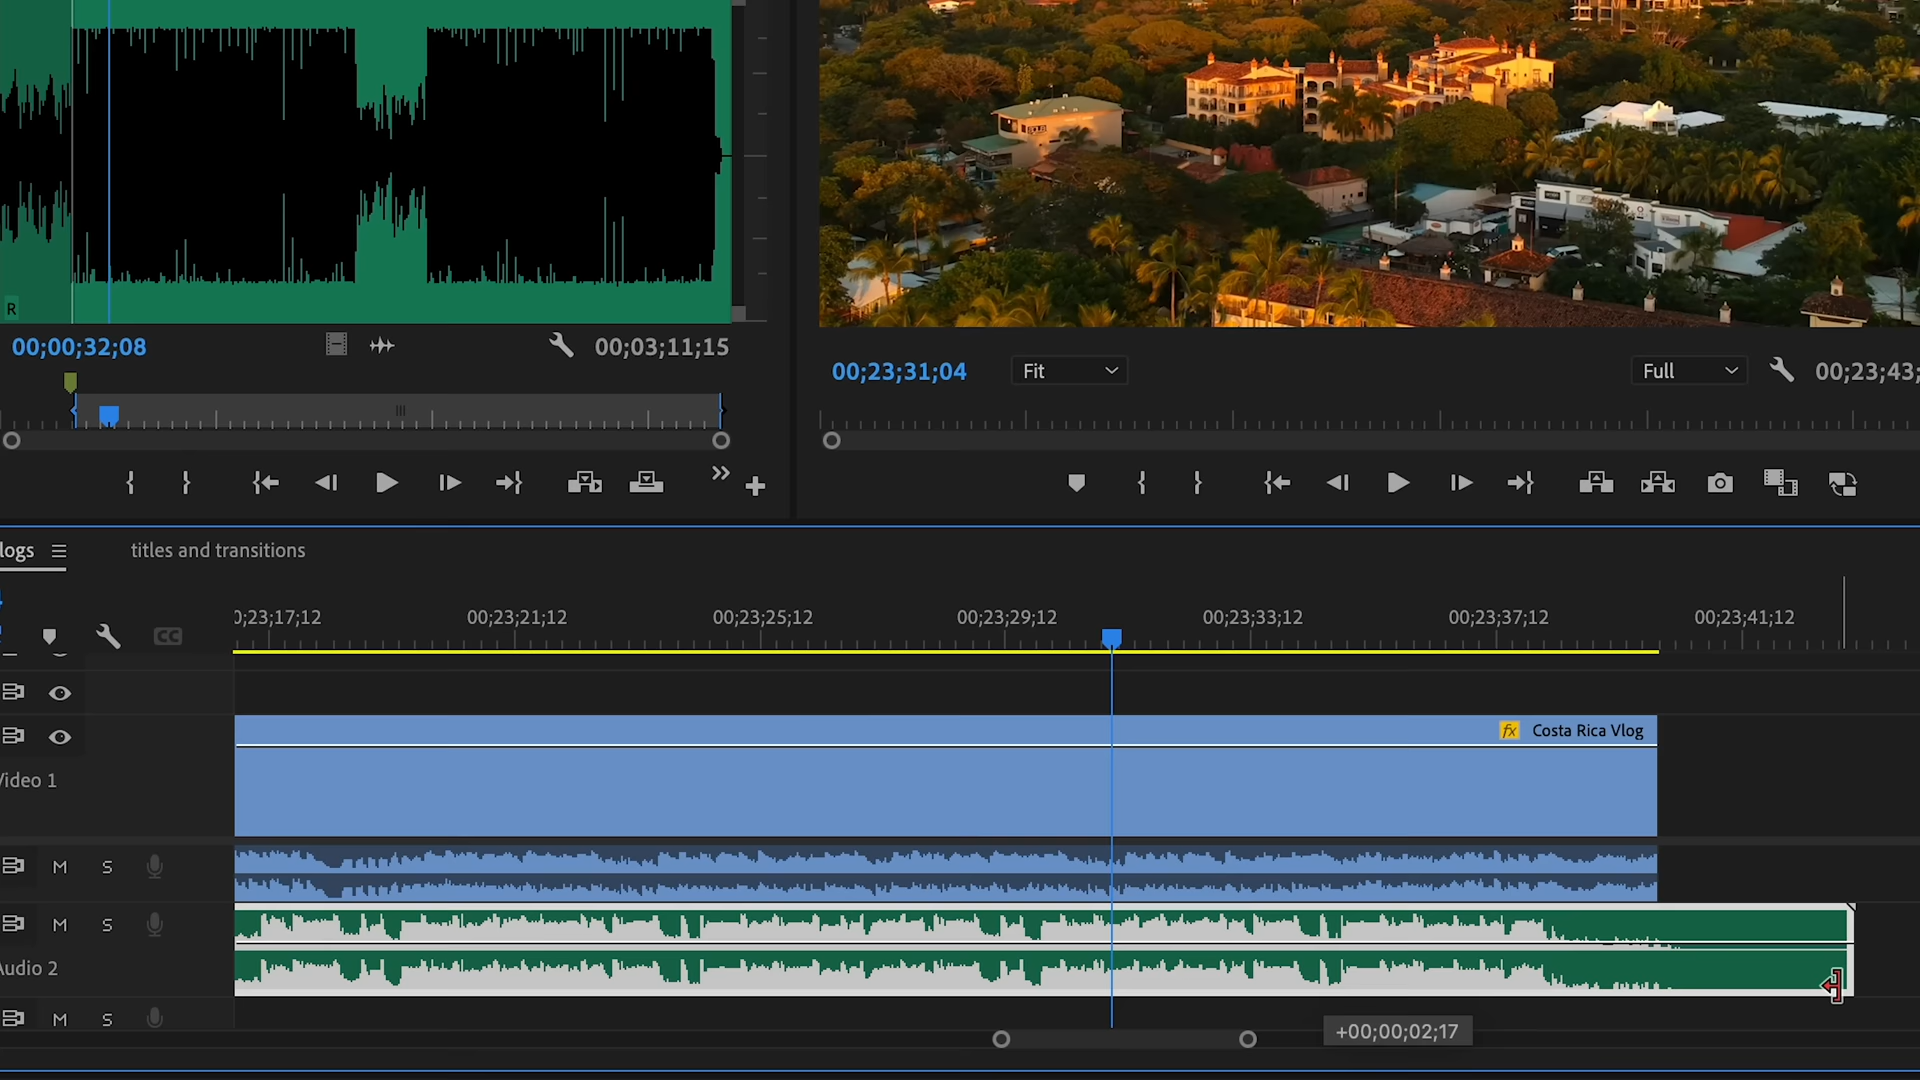 R
00;00;32;08
00;03;11;15
00;23;31;04
Fit
Full
00;23;43;
logs
titles and transitions
0;23;17;12
00;23;21;12
00;23;25;12
00;23;29;12
00;23;33;12
00;23;37;12
00;23;41;12
CC
fx Costa Rica Vlog
Video 1
M S
M S
Audio 2
M S
+00;00;02;17